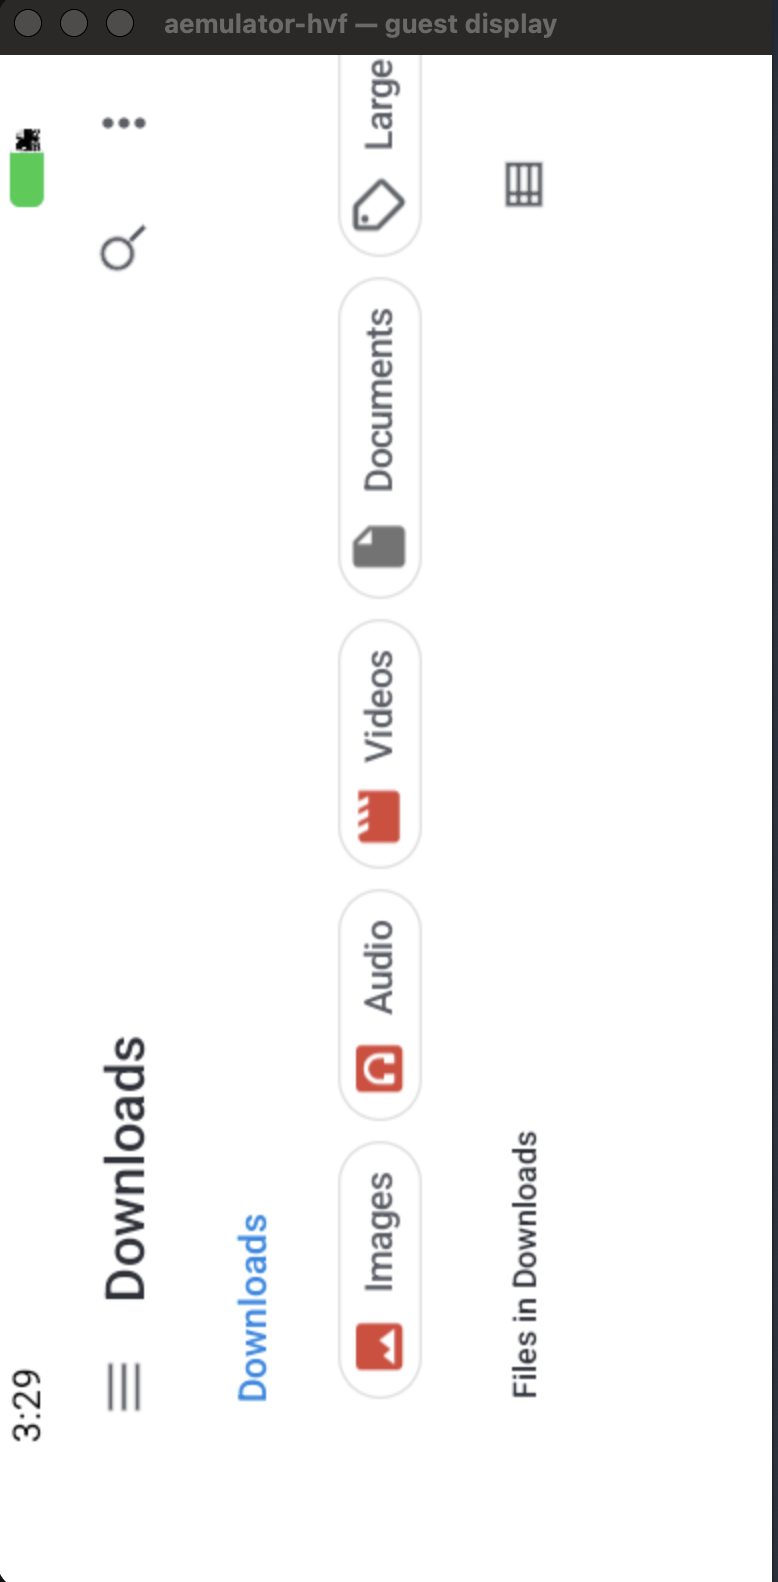 aemulator-hvf — guest display
3:29
Downloads
Downloads
Images
Audio
Videos
Documents
Large
Files in Downloads